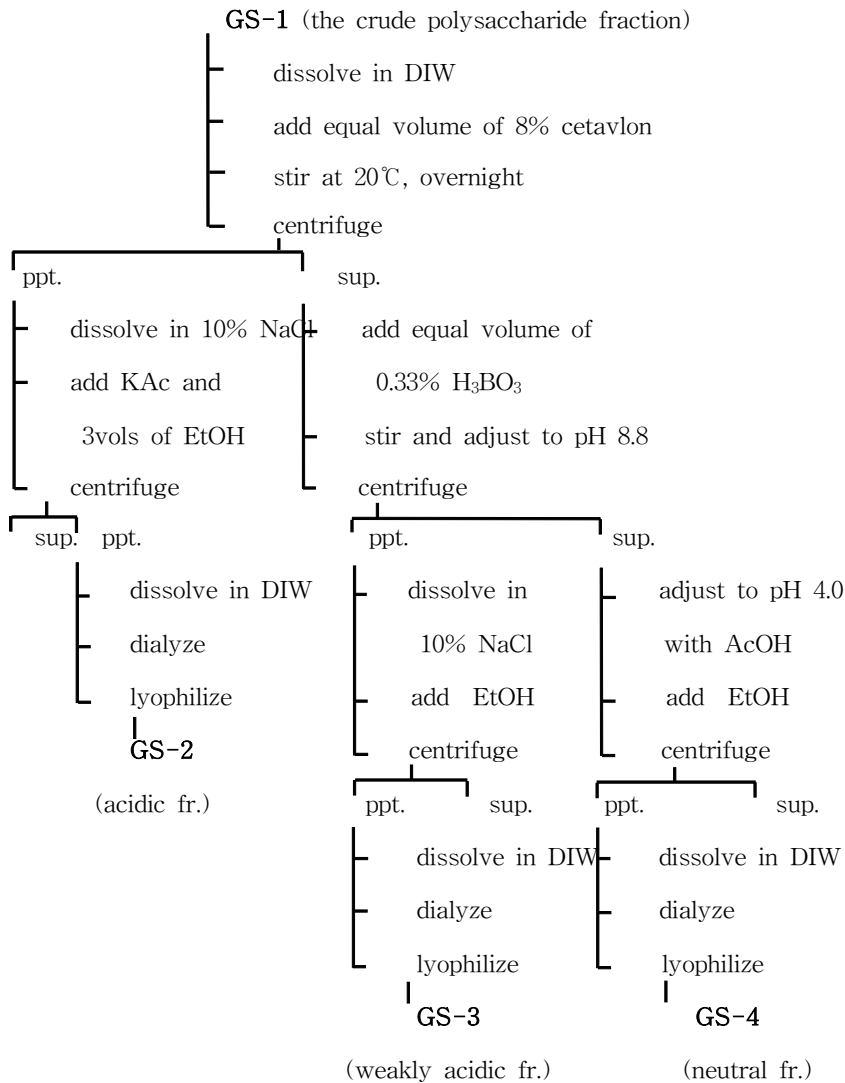 GS-1 (the crude polysaccharide fraction)
dissolve in DIW
add equal volume of 8% cetavlon
stir at 20℃, overnight
centrifuge
ppt.
sup.
dissolve in 10% NaCl
add equal volume of
add KAc and
0.33% H₃BO₃
3vols of EtOH
stir and adjust to pH 8.8
centrifuge
centrifuge
sup.
ppt.
ppt.
sup.
dissolve in DIW
dissolve in
adjust to pH 4.0
dialyze
10% NaCl
with AcOH
lyophilize
add EtOH
add EtOH
GS-2
centrifuge
centrifuge
(acidic fr.)
ppt.
sup.
ppt.
sup.
dissolve in DIW
dissolve in DIW
dialyze
dialyze
lyophilize
lyophilize
GS-3
GS-4
(weakly acidic fr.)
(neutral fr.)